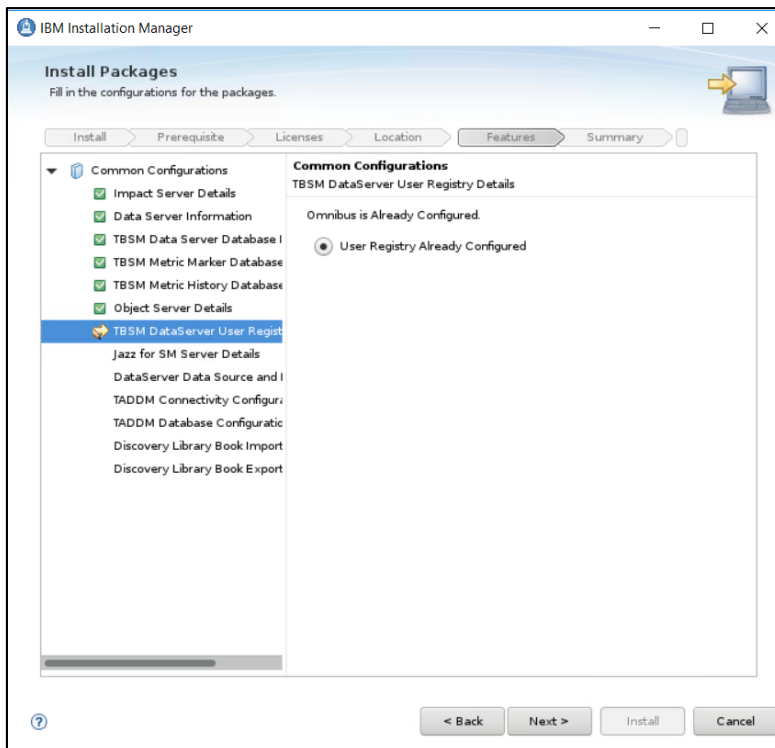 IBM Installation Manager
Install Packages
Fill in the configurations for the packages.
Install
Prerequisite
Licenses
Location
Features
Summary
Common Configurations
Impact Server Details
Data Server Information
TBSM Data Server Database I
TBSM Metric Marker Database
TBSM Metric History Database
Object Server Details
TBSM DataServer User Regist
Jazz for SM Server Details
DataServer Data Source and I
TADDM Connectivity Configura
TADDM Database Configuratic
Discovery Library Book Import
Discovery Library Book Export
Common Configurations
TBSM DataServer User Registry Details
Omnibus is Already Configured.
User Registry Already Configured
?
< Back
Next >
Install
Cancel